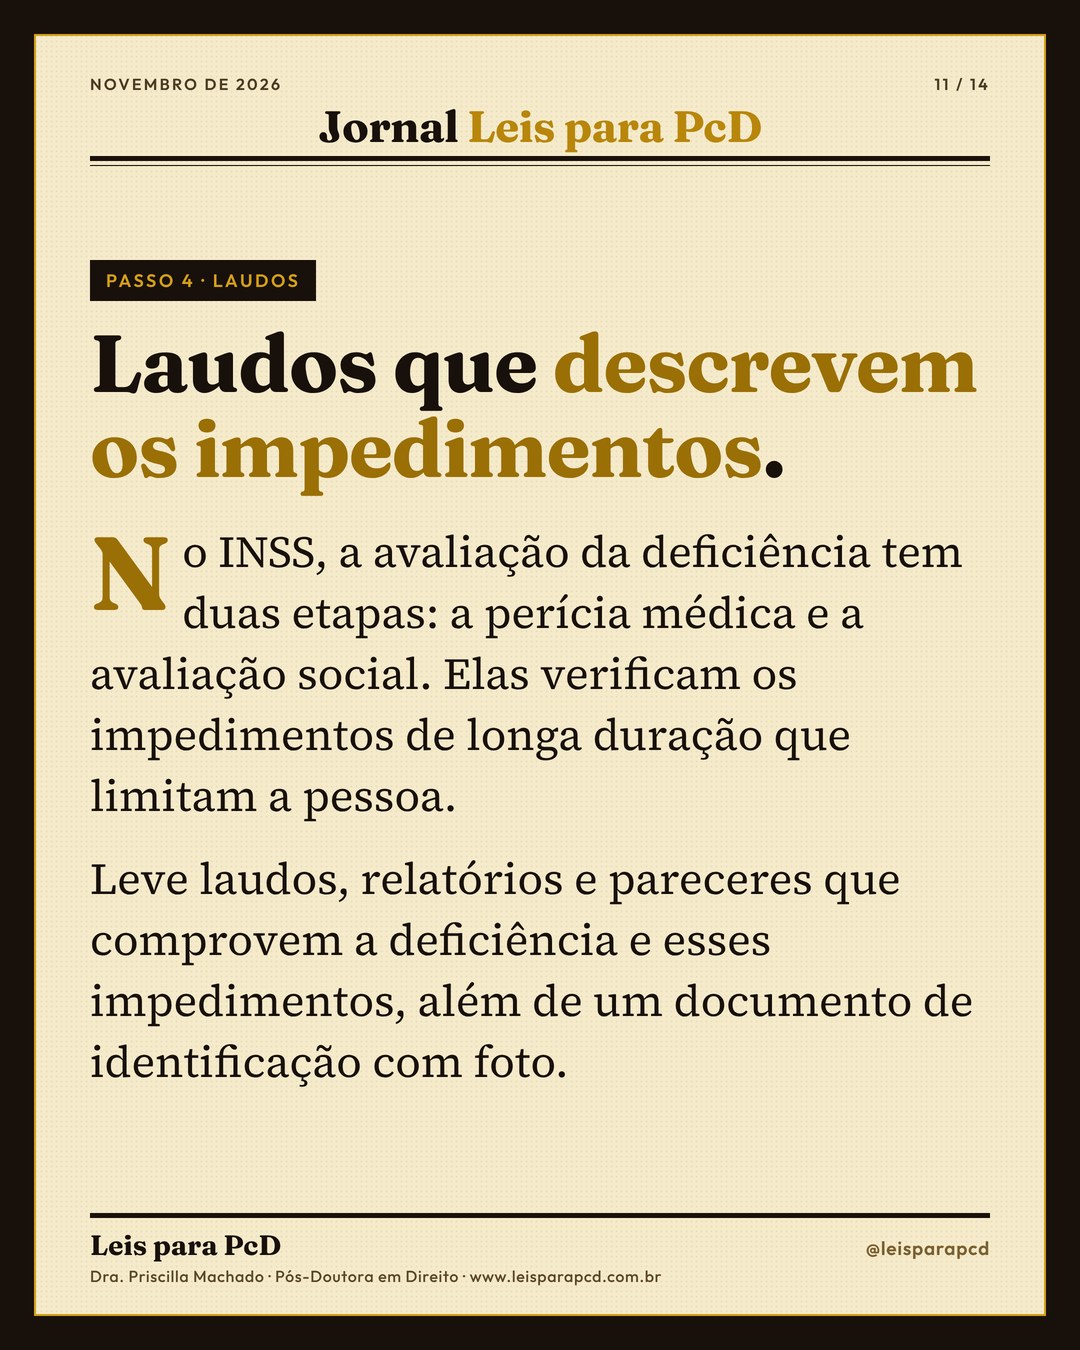 NOVEMBRO DE 2026
11 / 14
Jornal Leis para PcD
PASSO 4 · LAUDOS
Laudos que descrevem
os impedimentos.
No INSS, a avaliação da deficiência tem
duas etapas: a perícia médica e a
avaliação social. Elas verificam os
impedimentos de longa duração que
limitam a pessoa.
Leve laudos, relatórios e pareceres que
comprovem a deficiência e esses
impedimentos, além de um documento de
identificação com foto.
Leis para PcD
@leisparapcd
Dra. Priscilla Machado · Pós-Doutora em Direito · www.leisparapcd.com.br